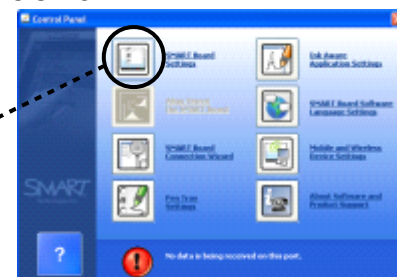 Control Panel
SMART Board
Settings
Ink Aware
Application Settings
SMART Board Software
Language Settings
SMART Board
Connection Wizard
Mobile and Wireless
Device Settings
Pen Tray
Settings
About Software and
Product Support
SMART
?
No data is being received on this port.